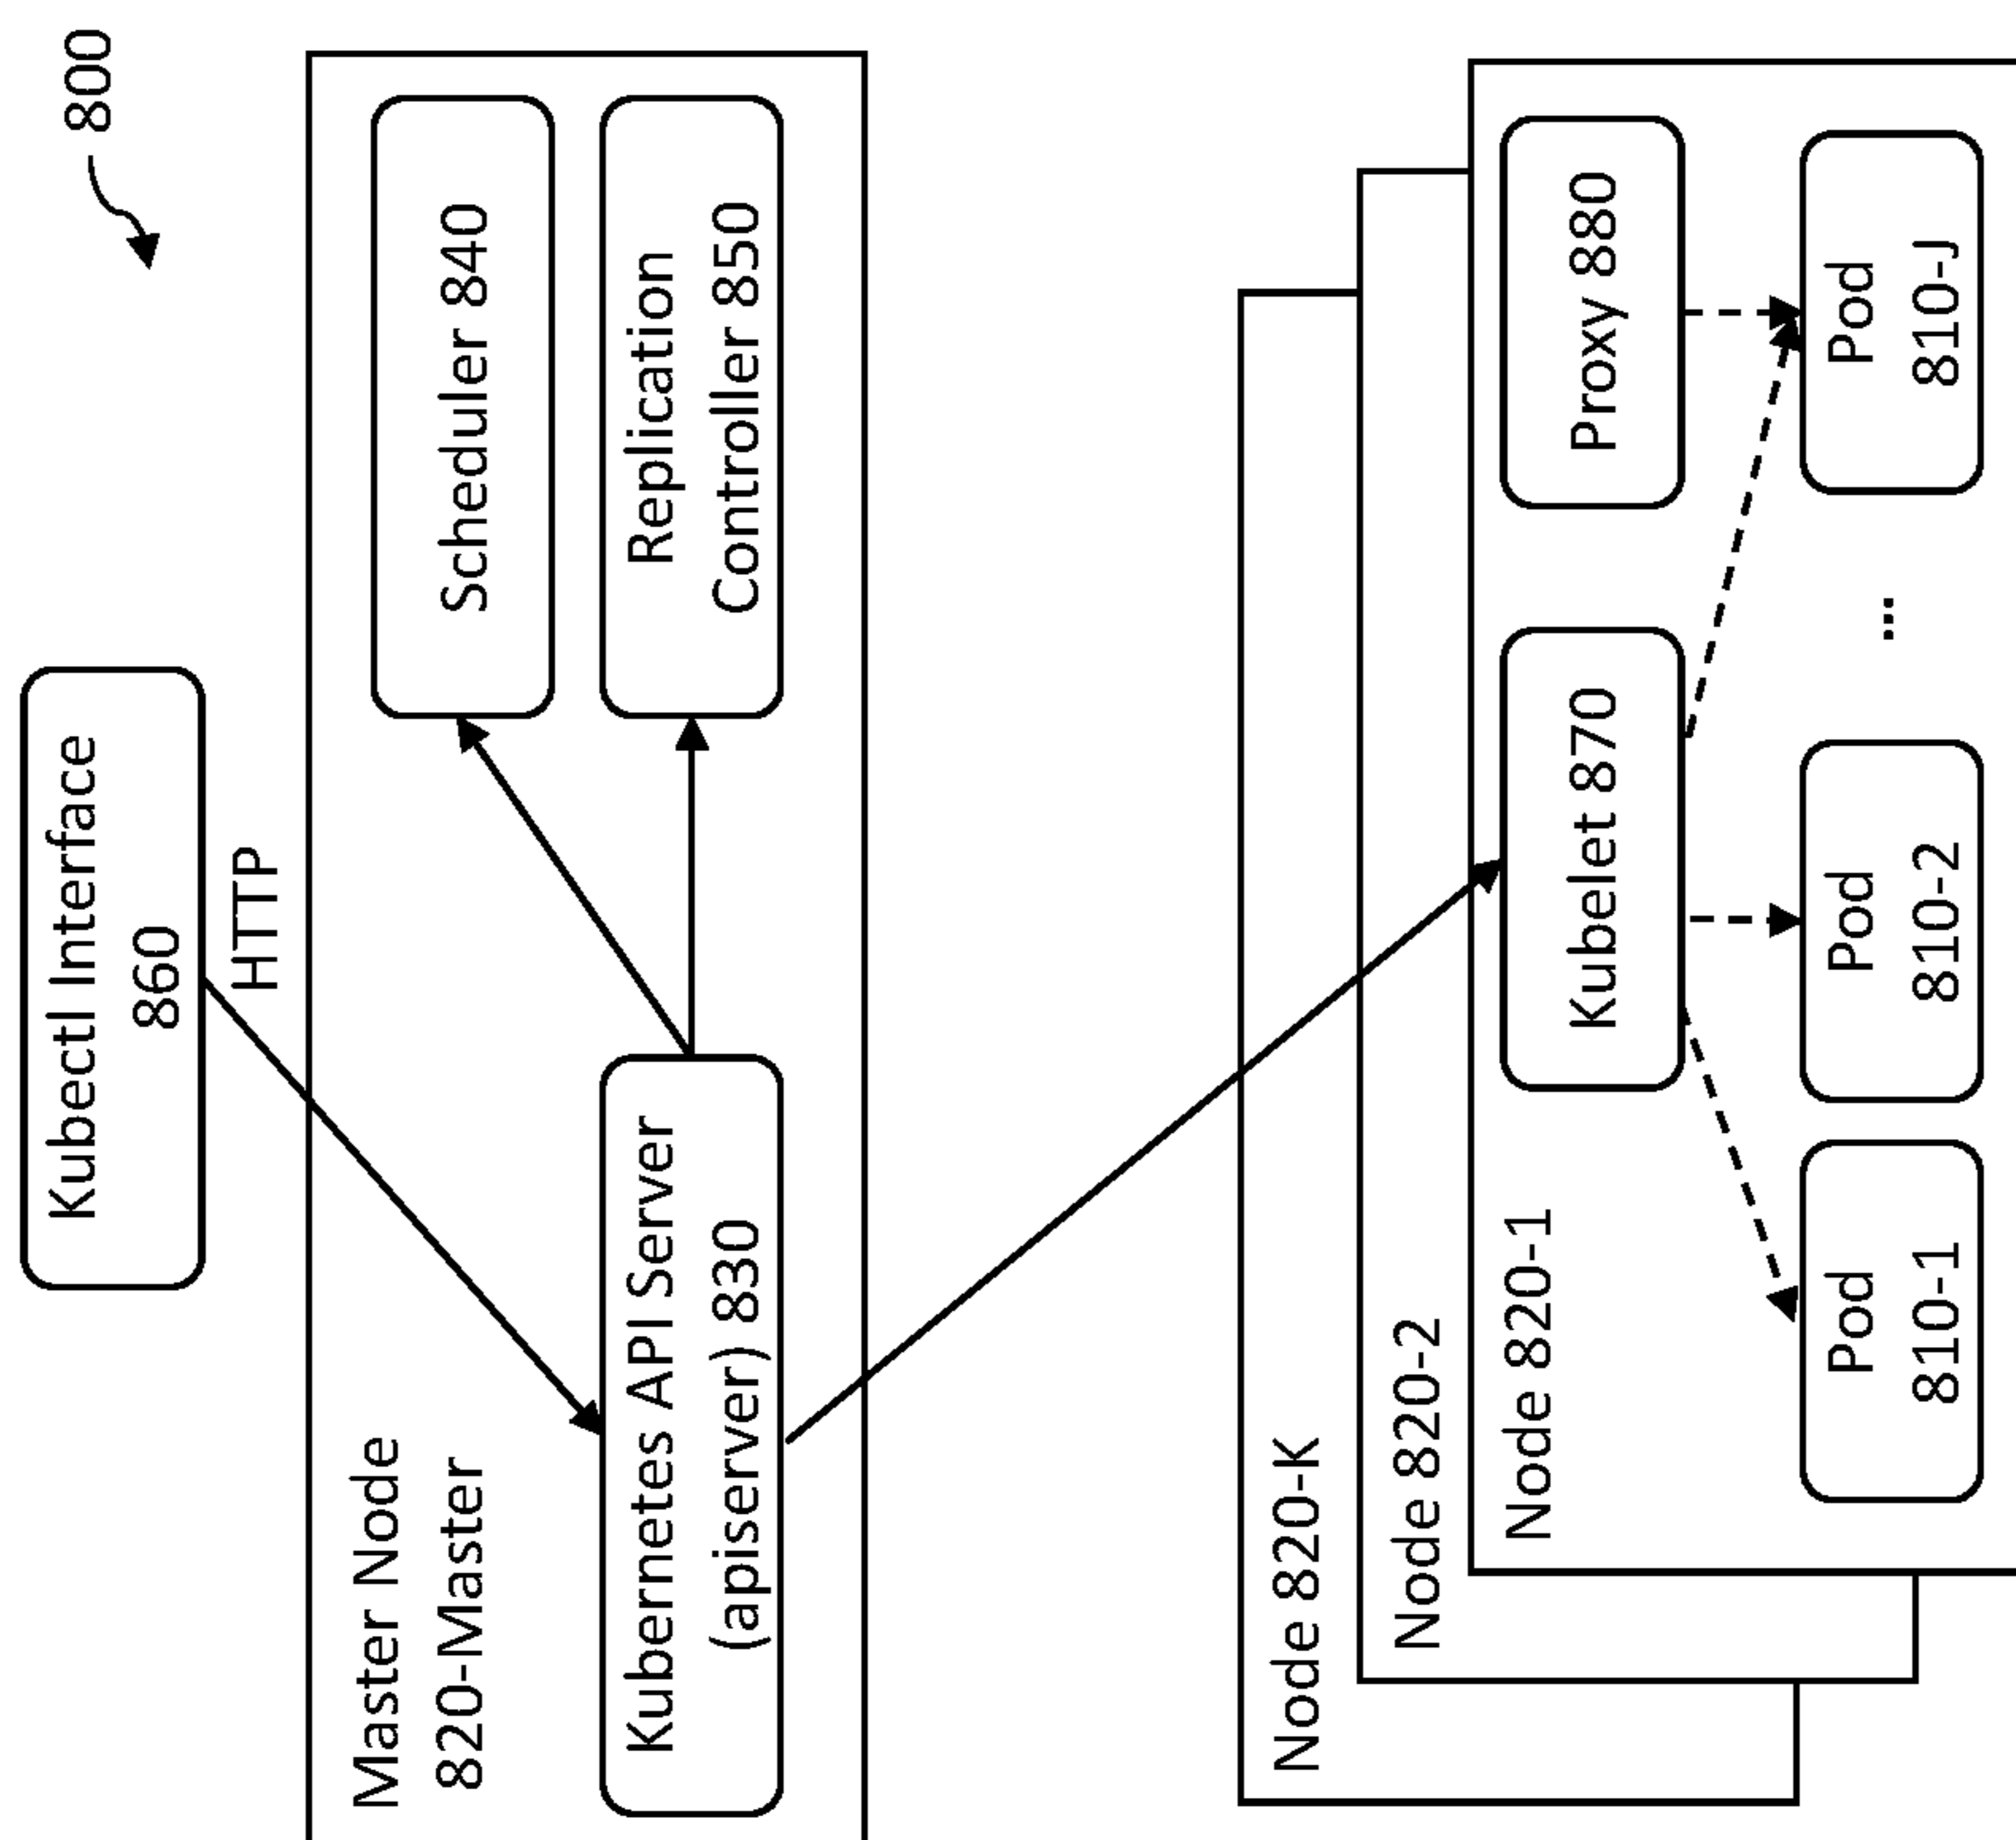 800
Kubectl Interface
860
HTTP
Master Node
820-Master
Scheduler 840
Kubernetes API Server
(apiserver) 830
Replication
Controller 850
Node 820-K
Node 820-2
Node 820-1
Kubelet 870
Proxy 880
Pod
810-1
Pod
810-2
...
Pod
810-J